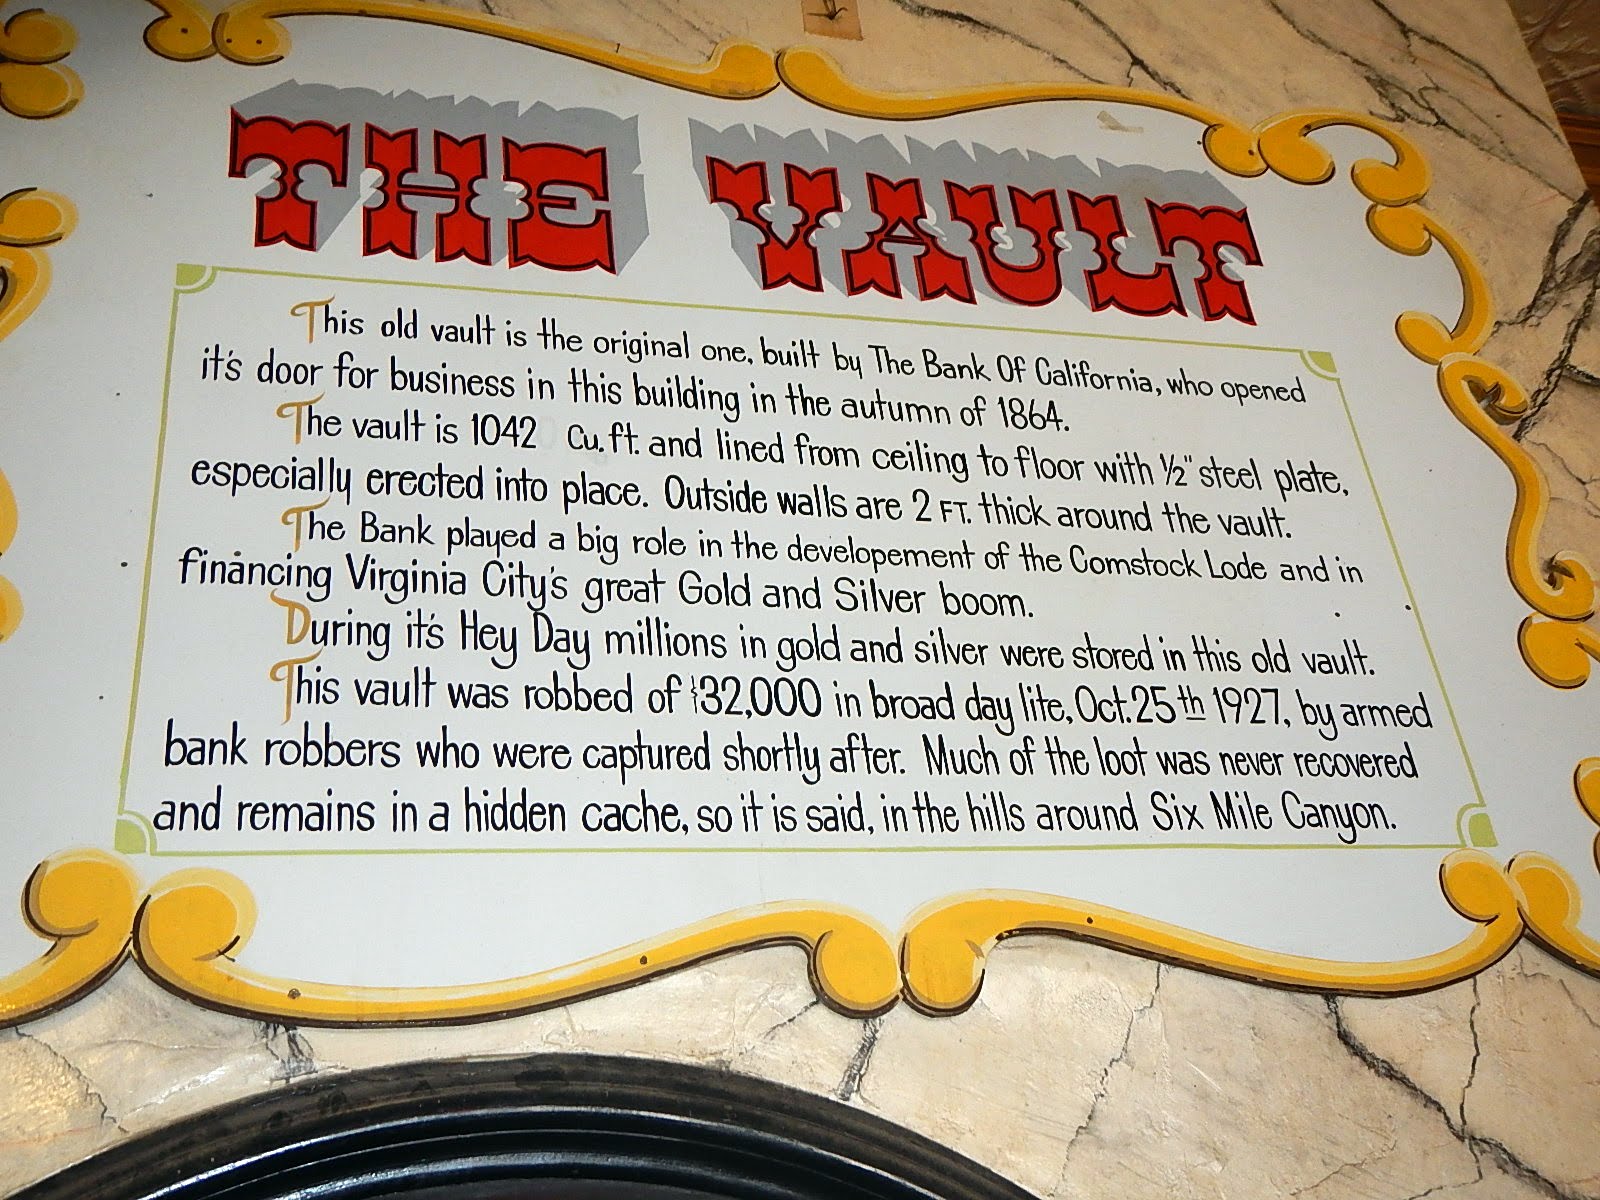 THE VAULT
This old vault is the original one, built by The Bank Of California, who opened
it's door for business in this building in the autumn of 1864.
The vault is 1042 Cu. ft. and lined from ceiling to floor with ½" steel plate,
especially erected into place. Outside walls are 2 FT. thick around the vault.
The Bank played a big role in the developement of the Comstock Lode and in
financing Virginia City's great Gold and Silver boom.
During it's Hey Day millions in gold and silver were stored in this old vault.
This vault was robbed of $32,000 in broad day lite, Oct. 25th 1927, by armed
bank robbers who were captured shortly after. Much of the loot was never recovered
and remains in a hidden cache, so it is said, in the hills around Six Mile Canyon.